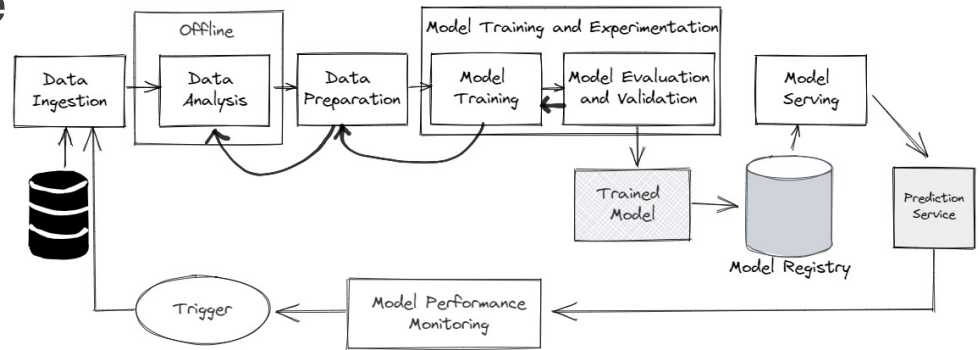 Offline
Model Training and Experimentation
Data
Ingestion
Data
Analysis
Data
Preparation
Model
Training
Model Evaluation
and Validation
Model
Serving
Trained
Model
Prediction
Service
Model Registry
Trigger
Model Performance
Monitoring